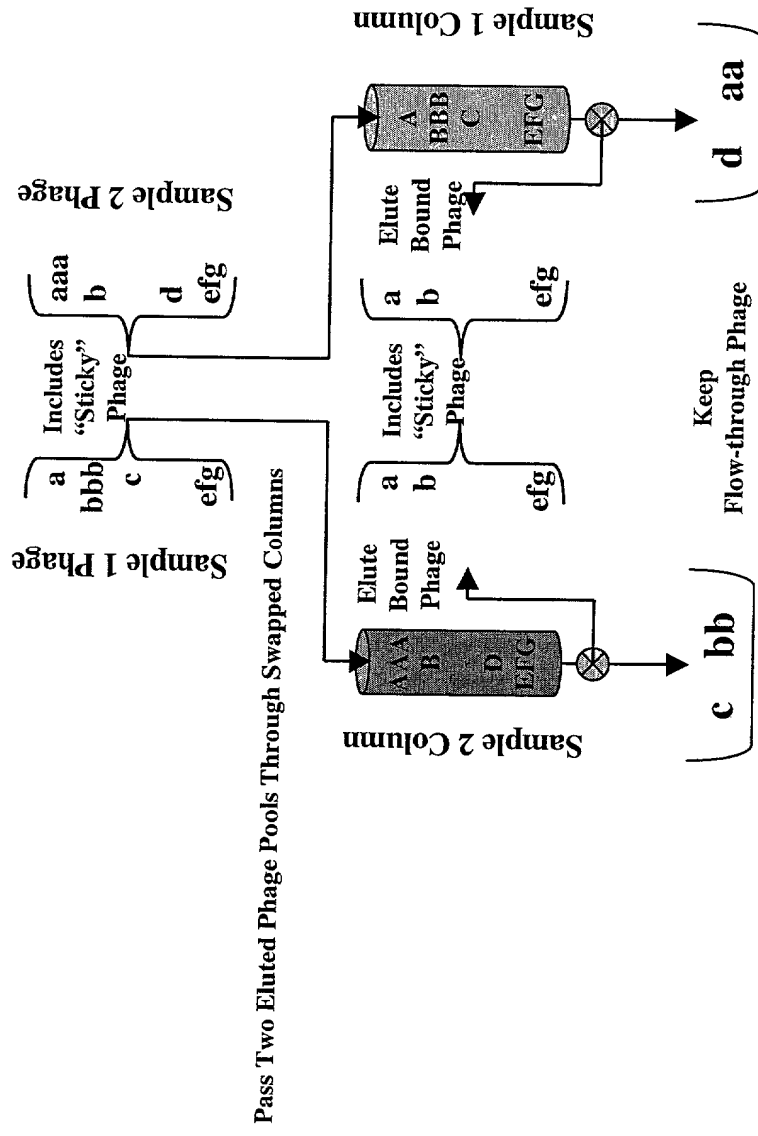 Sample 1 Phage
a
bbb
c
efg
Includes
“Sticky”
Phage
Sample 2 Phage
aaa
b
d
efg
Pass Two Eluted Phage Pools Through Swapped Columns
Sample 2 Column
AAA
B
D
EFG
Elute
Bound
Phage
a
b
efg
Includes
“Sticky”
Phage
a
b
efg
Elute
Bound
Phage
Sample 1 Column
A
BBB
C
EFG
c bb
Keep
Flow-through Phage
d aa